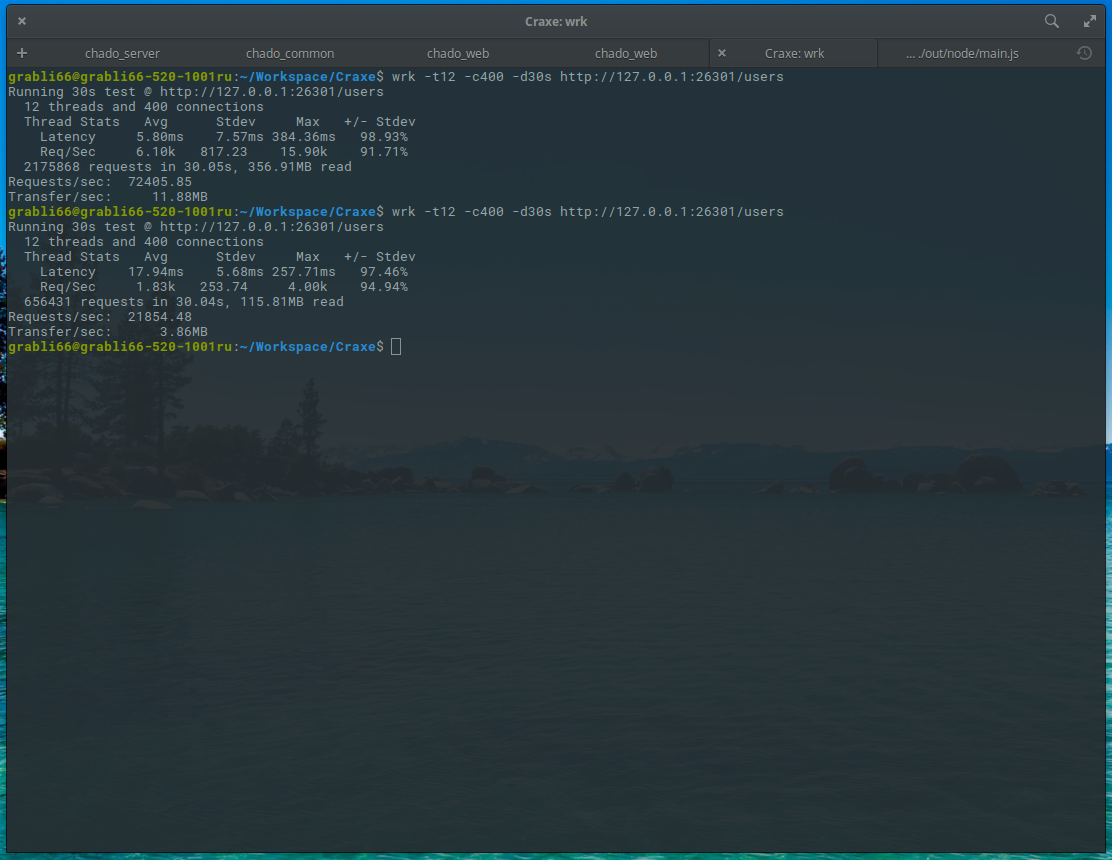 Craxe: wrk
chado_server chado_common chado_web chado_web Craxe: wrk ... ./out/node/main.js
grabli66@grabli66-520-1001ru:~/Workspace/Craxe$ wrk -t12 -c400 -d30s http://127.0.0.1:26301/users
Running 30s test @ http://127.0.0.1:26301/users
  12 threads and 400 connections
  Thread Stats   Avg      Stdev     Max   +/- Stdev
    Latency     5.80ms    7.57ms 384.36ms   98.93%
    Req/Sec     6.10k   817.23    15.90k    91.71%
  2175868 requests in 30.05s, 356.91MB read
Requests/sec:  72405.85
Transfer/sec:     11.88MB
grabli66@grabli66-520-1001ru:~/Workspace/Craxe$ wrk -t12 -c400 -d30s http://127.0.0.1:26301/users
Running 30s test @ http://127.0.0.1:26301/users
  12 threads and 400 connections
  Thread Stats   Avg      Stdev     Max   +/- Stdev
    Latency    17.94ms    5.68ms 257.71ms   97.46%
    Req/Sec     1.83k   253.74     4.00k    94.94%
  656431 requests in 30.04s, 115.81MB read
Requests/sec:  21854.48
Transfer/sec:      3.86MB
grabli66@grabli66-520-1001ru:~/Workspace/Craxe$